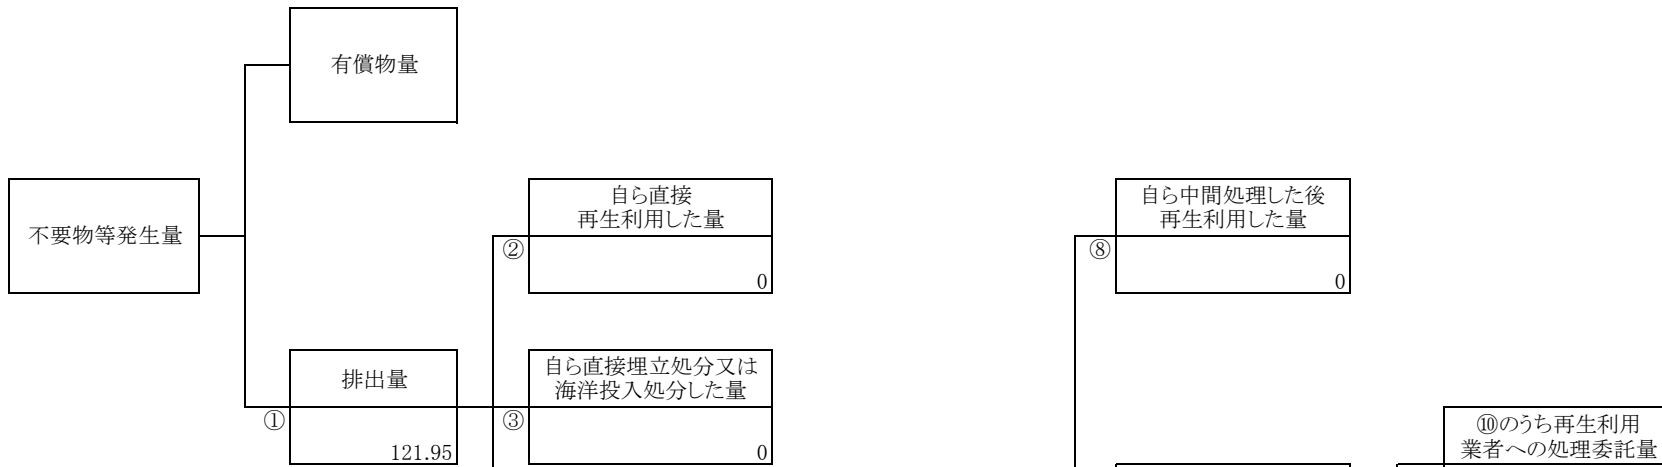 有償物量
不要物等発生量
自ら直接
再生利用した量
②
0
自ら中間処理した後
再生利用した量
⑧
0
排出量
①
121.95
自ら直接埋立処分又は
海洋投入処分した量
③
0
⑩のうち再生利用
業者への処理委託量